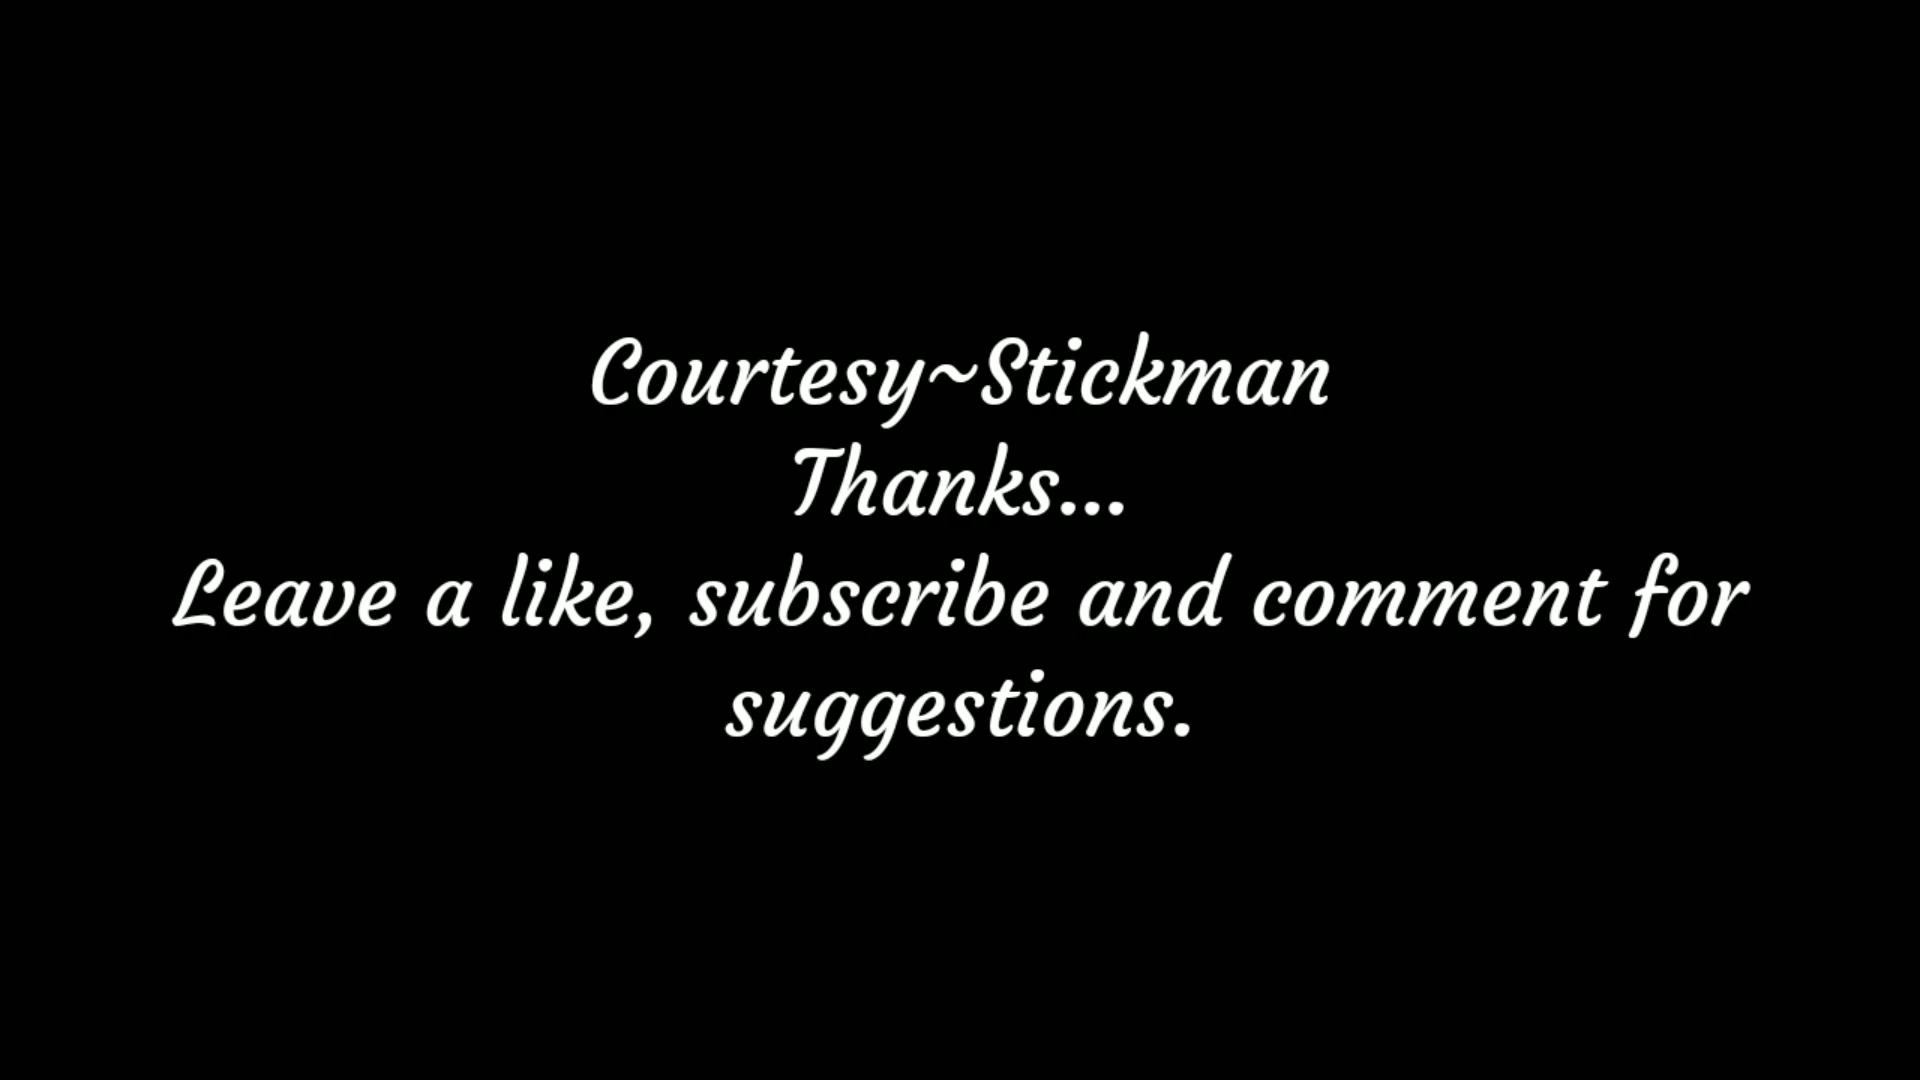 Courtesy~Stickman
Thanks...
Leave a like, subscribe and comment for
suggestions.